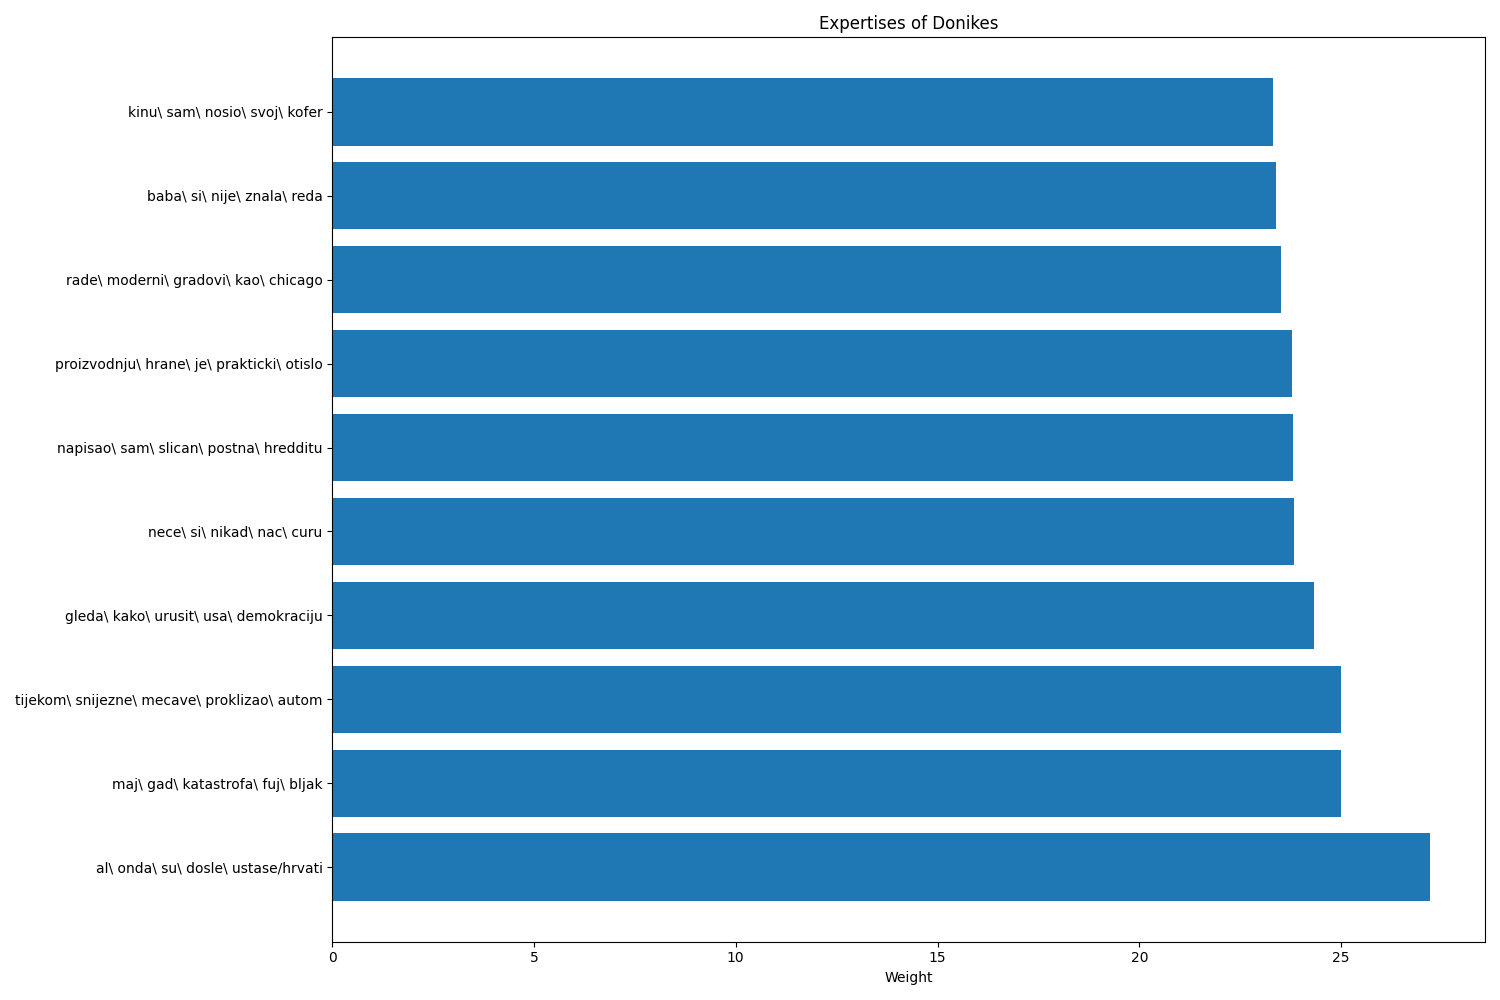 Expertises of Donikes
kinu\ sam\ nosio\ svoj\ kofer
baba\ si\ nije\ znala\ reda
rade\ moderni\ gradovi\ kao\ chicago
proizvodnju\ hrane\ je\ prakticki\ otislo
napisao\ sam\ slican\ postna\ hredditu
nece\ si\ nikad\ nac\ curu
gleda\ kako\ urusit\ usa\ demokraciju
tijekom\ snijezne\ mecave\ proklizao\ autom
maj\ gad\ katastrofa\ fuj\ bljak
al\ onda\ su\ dosle\ ustase/hrvati
0 5 10 15 20 25
Weight